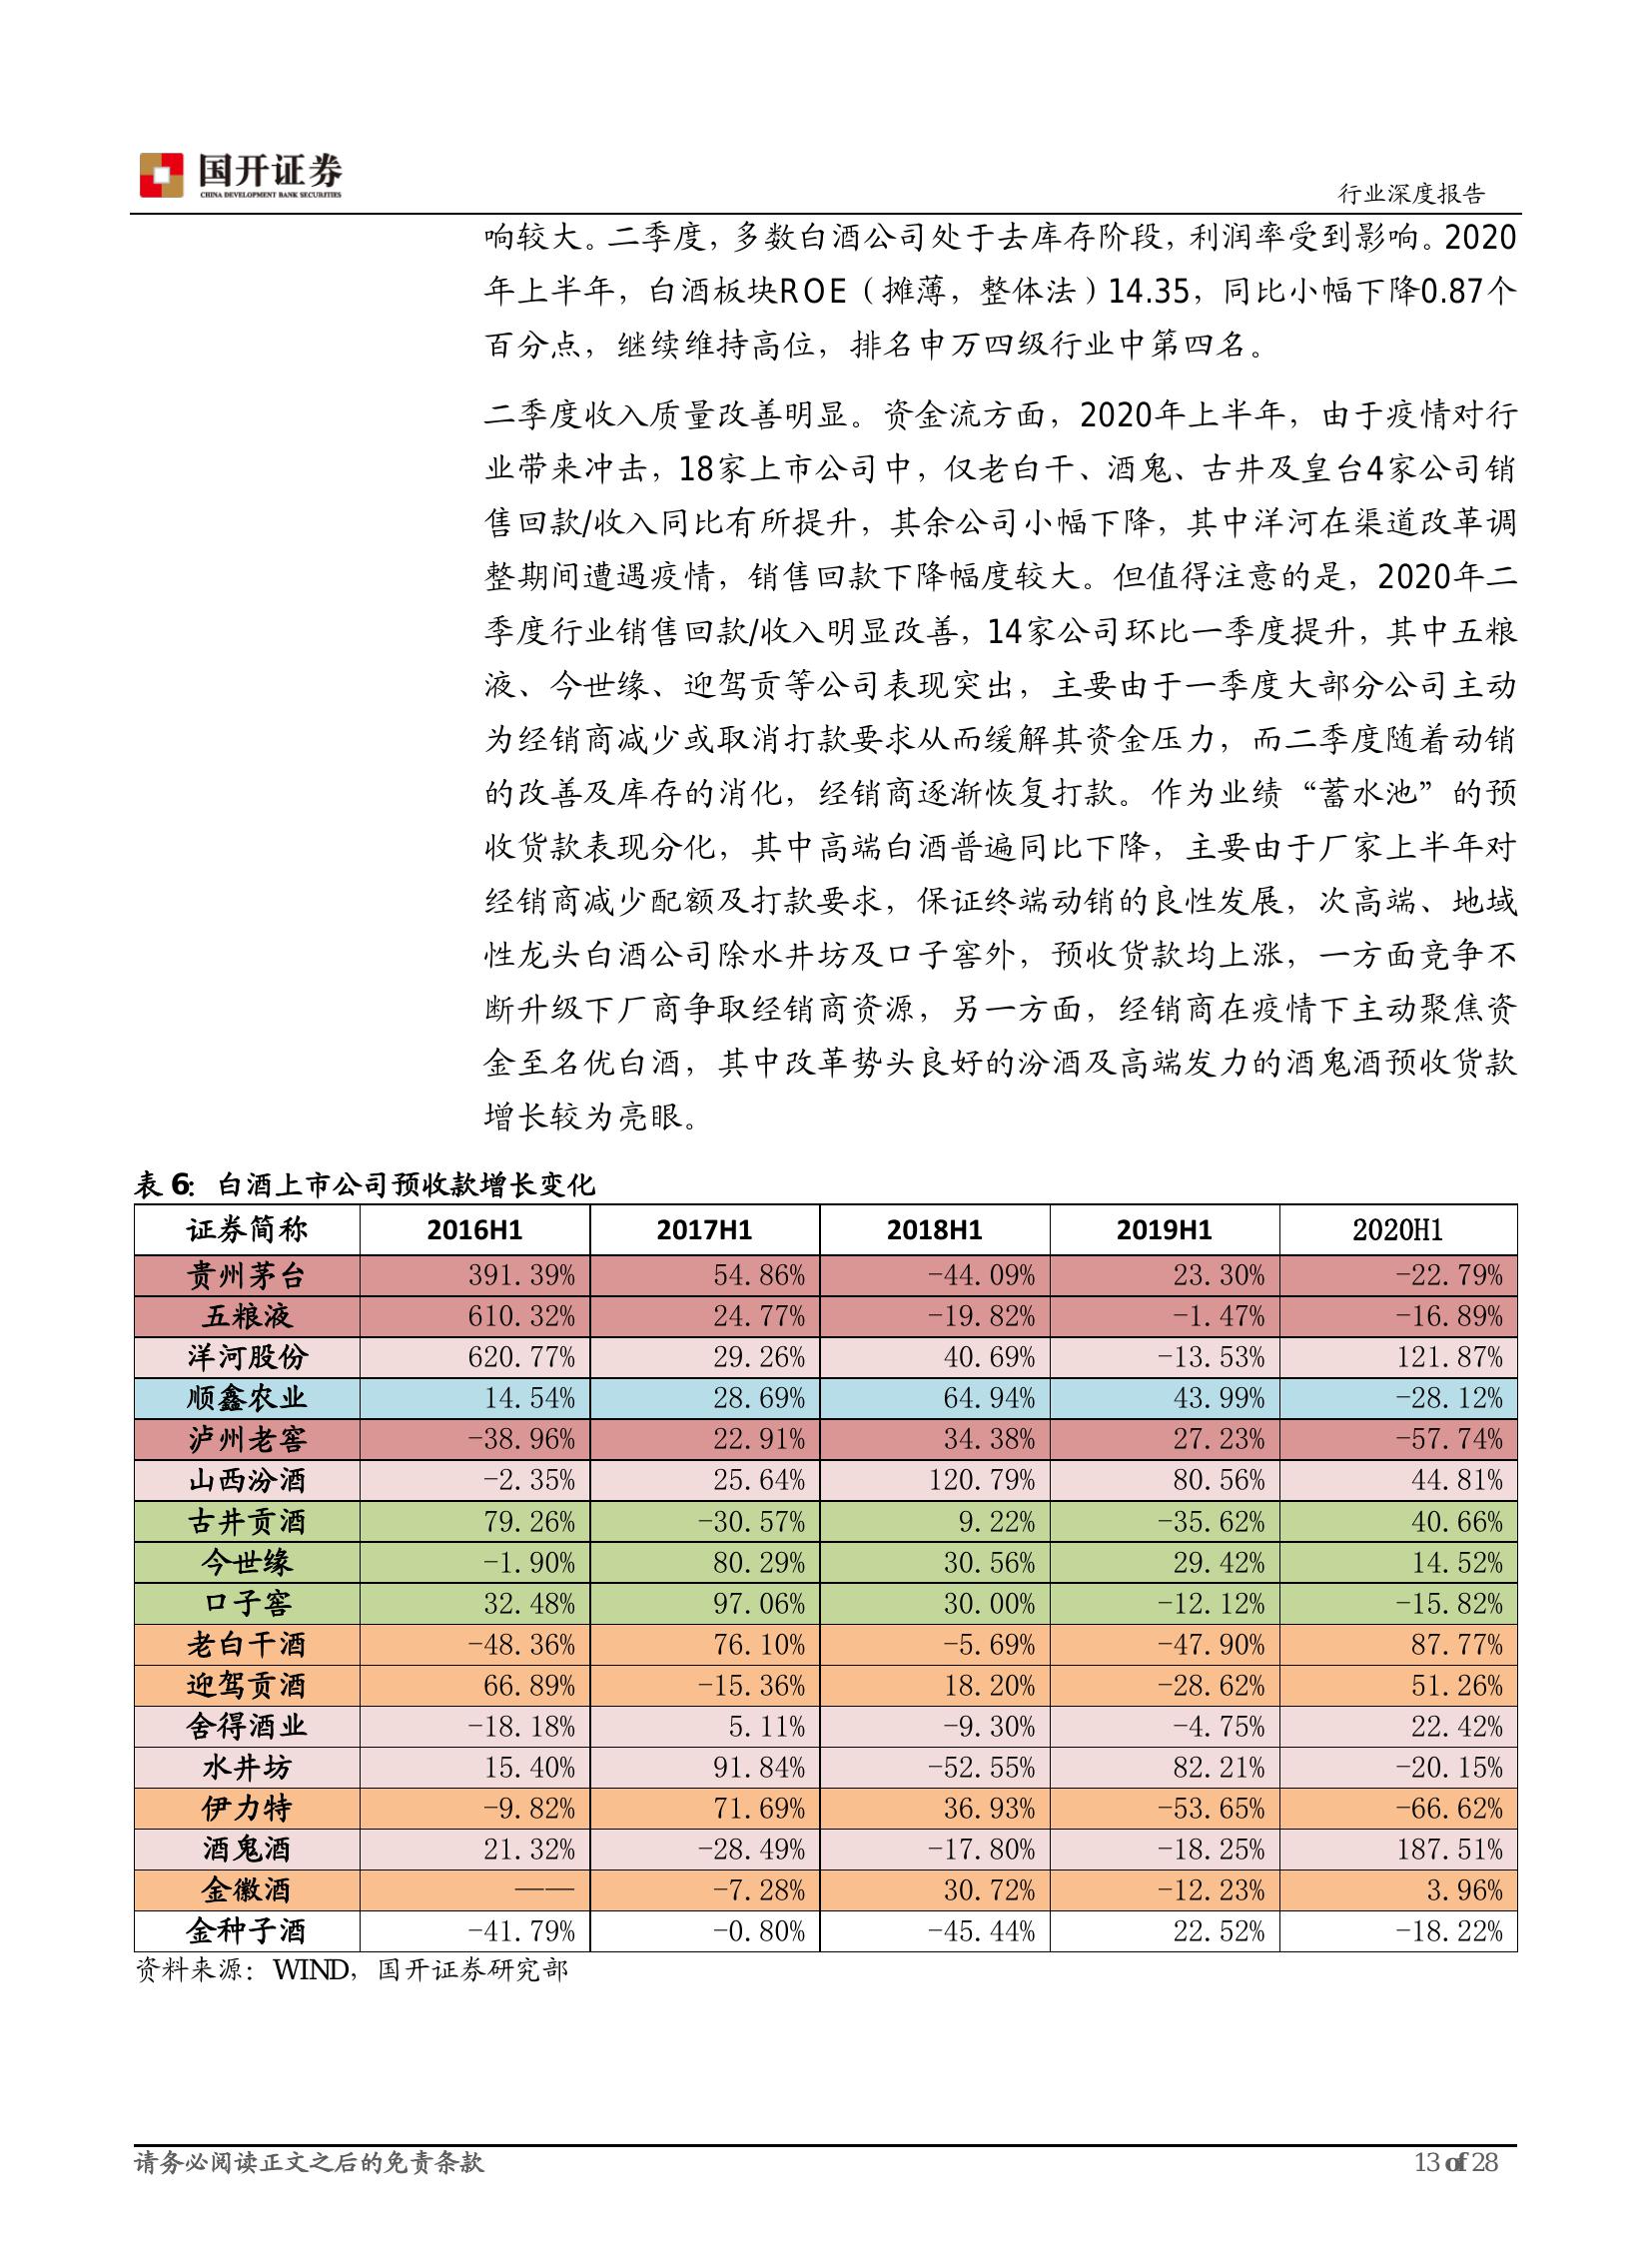 国开证券
CHINA DEVELOPMENT BANK SECURITIES
行业深度报告
响较大。二季度，多数白酒公司处于去库存阶段，利润率受到影响。2020
年上半年，白酒板块ROE（摊薄，整体法）14.35，同比小幅下降0.87个
百分点，继续维持高位，排名申万四级行业中第四名。
二季度收入质量改善明显。资金流方面，2020年上半年，由于疫情对行
业带来冲击，18家上市公司中，仅老白干、酒鬼、古井及皇台4家公司销
售回款/收入同比有所提升，其余公司小幅下降，其中洋河在渠道改革调
整期间遭遇疫情，销售回款下降幅度较大。但值得注意的是，2020年二
季度行业销售回款/收入明显改善，14家公司环比一季度提升，其中五粮
液、今世缘、迎驾贡等公司表现突出，主要由于一季度大部分公司主动
为经销商减少或取消打款要求从而缓解其资金压力，而二季度随着动销
的改善及库存的消化，经销商逐渐恢复打款。作为业绩“蓄水池”的预
收货款表现分化，其中高端白酒普遍同比下降，主要由于厂家上半年对
经销商减少配额及打款要求，保证终端动销的良性发展，次高端、地域
性龙头白酒公司除水井坊及口子窖外，预收货款均上涨，一方面竞争不
断升级下厂商争取经销商资源，另一方面，经销商在疫情下主动聚焦资
金至名优白酒，其中改革势头良好的汾酒及高端发力的酒鬼酒预收货款
增长较为亮眼。
表 6：白酒上市公司预收款增长变化
证券简称 2016H1 2017H1 2018H1 2019H1 2020H1
贵州茅台 391.39% 54.86% -44.09% 23.30% -22.79%
五粮液 610.32% 24.77% -19.82% -1.47% -16.89%
洋河股份 620.77% 29.26% 40.69% -13.53% 121.87%
顺鑫农业 14.54% 28.69% 64.94% 43.99% -28.12%
泸州老窖 -38.96% 22.91% 34.38% 27.23% -57.74%
山西汾酒 -2.35% 25.64% 120.79% 80.56% 44.81%
古井贡酒 79.26% -30.57% 9.22% -35.62% 40.66%
今世缘 -1.90% 80.29% 30.56% 29.42% 14.52%
口子窖 32.48% 97.06% 30.00% -12.12% -15.82%
老白干酒 -48.36% 76.10% -5.69% -47.90% 87.77%
迎驾贡酒 66.89% -15.36% 18.20% -28.62% 51.26%
舍得酒业 -18.18% 5.11% -9.30% -4.75% 22.42%
水井坊 15.40% 91.84% -52.55% 82.21% -20.15%
伊力特 -9.82% 71.69% 36.93% -53.65% -66.62%
酒鬼酒 21.32% -28.49% -17.80% -18.25% 187.51%
金徽酒 —— -7.28% 30.72% -12.23% 3.96%
金种子酒 -41.79% -0.80% -45.44% 22.52% -18.22%
资料来源：WIND，国开证券研究部
请务必阅读正文之后的免责条款 13 of 28